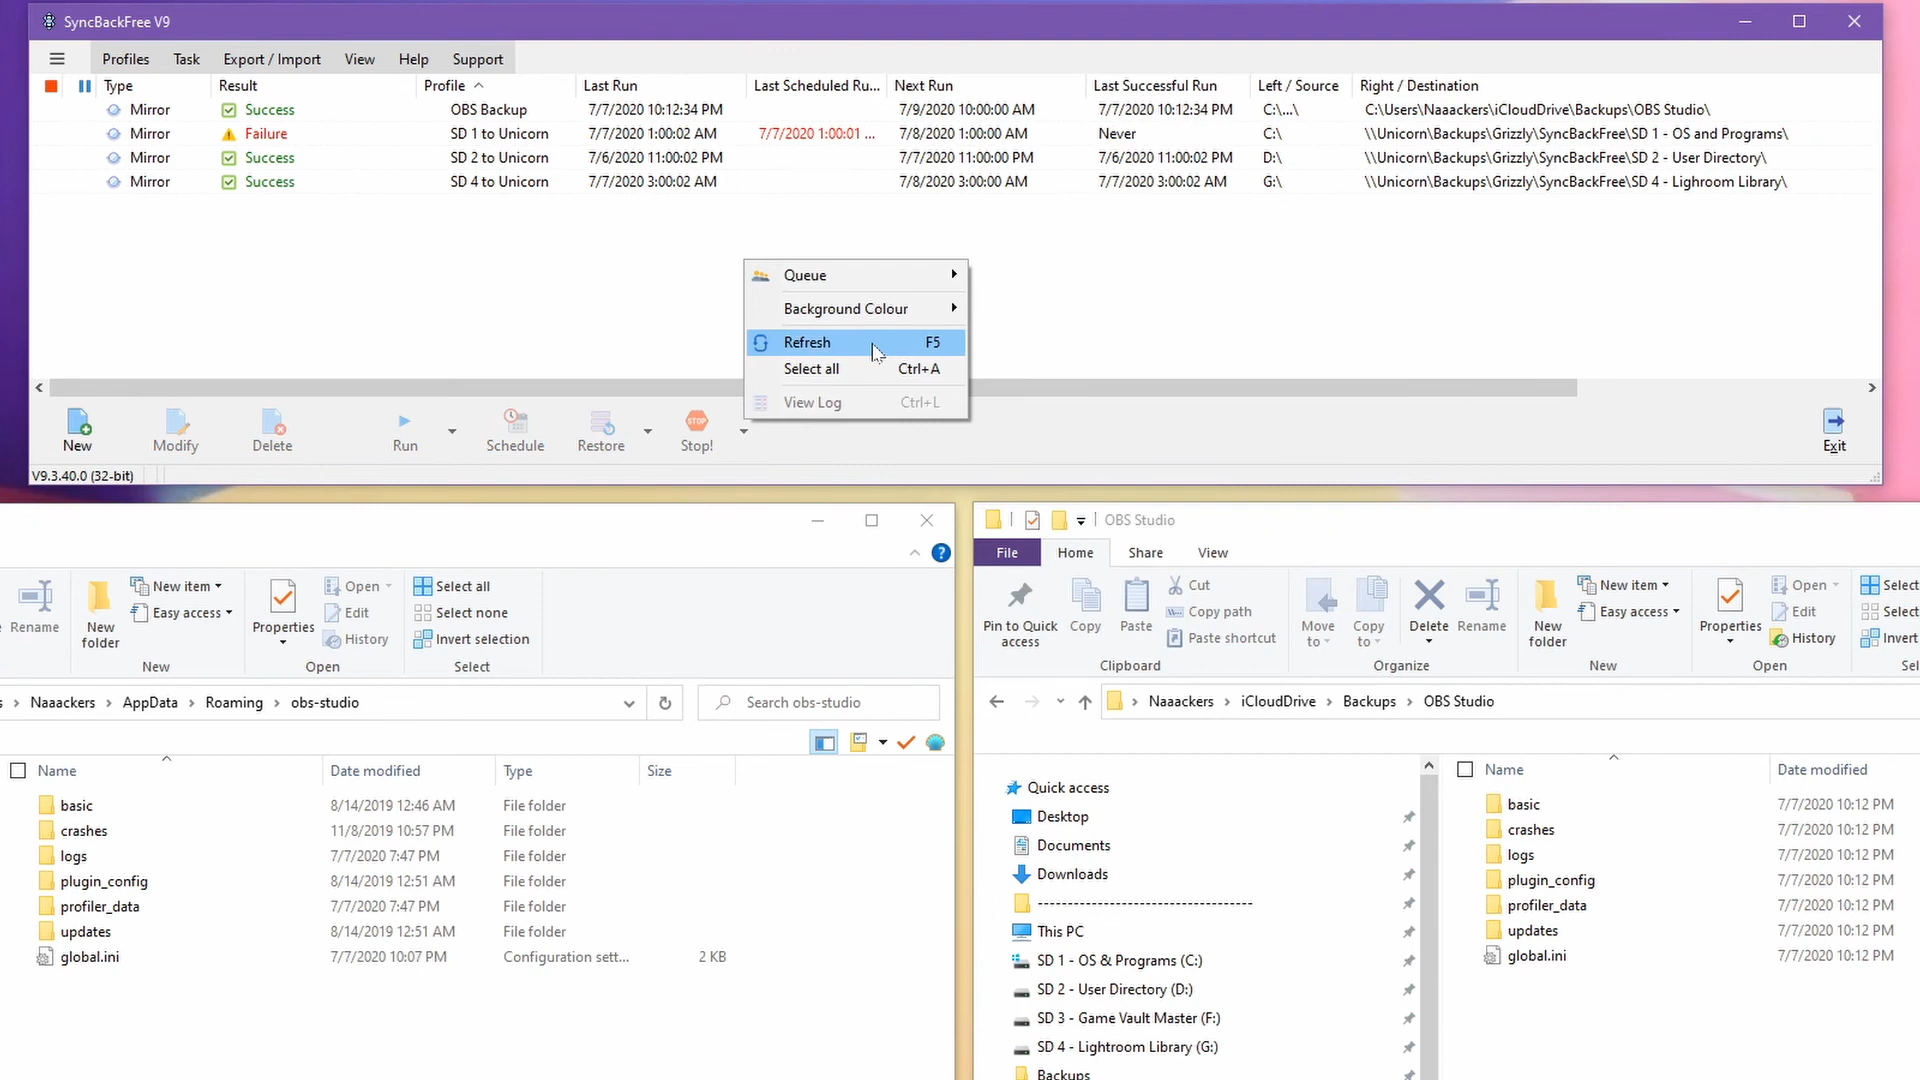 SyncBackFree V9
Profiles Task Export / Import View Help Support
Type Result Profile Last Run Last Scheduled Ru... Next Run Last Successful Run Left / Source Right / Destination
Mirror Success OBS Backup 7/7/2020 10:12:34 PM 7/9/2020 10:00:00 AM 7/7/2020 10:12:34 PM C:\...\ C:\Users\Naaackers\iCloudDrive\Backups\OBS Studio\
Mirror Failure SD 1 to Unicorn 7/7/2020 1:00:02 AM 7/7/2020 1:00:01 ... 7/8/2020 1:00:00 AM Never C:\ \\Unicorn\Backups\Grizzly\SyncBackFree\SD 1 - OS and Programs\
Mirror Success SD 2 to Unicorn 7/6/2020 11:00:02 PM 7/7/2020 11:00:00 PM 7/6/2020 11:00:02 PM D:\ \\Unicorn\Backups\Grizzly\SyncBackFree\SD 2 - User Directory\
Mirror Success SD 4 to Unicorn 7/7/2020 3:00:02 AM 7/8/2020 3:00:00 AM 7/7/2020 3:00:02 AM G:\ \\Unicorn\Backups\Grizzly\SyncBackFree\SD 4 - Lighroom Library\
Queue
Background Colour
Refresh F5
Select all Ctrl+A
View Log Ctrl+L
New Modify Delete Run Schedule Restore STOP Stop! Exit
V9.3.40.0 (32-bit)
Rename
New folder
New item
Easy access
New
Properties
Open
Edit
History
Open
Select all
Select none
Invert selection
Select
s > Naaackers > AppData > Roaming > obs-studio
Search obs-studio
Name Date modified Type Size
basic 8/14/2019 12:46 AM File folder
crashes 11/8/2019 10:57 PM File folder
logs 7/7/2020 7:47 PM File folder
plugin_config 8/14/2019 12:51 AM File folder
profiler_data 7/7/2020 7:47 PM File folder
updates 8/14/2019 12:51 AM File folder
global.ini 7/7/2020 10:07 PM Configuration sett... 2 KB
OBS Studio
File Home Share View
Pin to Quick access
Copy
Paste
Cut
Copy path
Paste shortcut
Clipboard
Move to
Copy to
Delete
Rename
Organize
New folder
New item
Easy access
New
Properties
Open
Edit
History
Open
Select
Select
Invert
Sel
Naaackers > iCloudDrive > Backups > OBS Studio
Quick access
Desktop
Documents
Downloads
-----------------------------------
This PC
SD 1 - OS & Programs (C:)
SD 2 - User Directory (D:)
SD 3 - Game Vault Master (F:)
SD 4 - Lightroom Library (G:)
Backups
Name Date modified
basic 7/7/2020 10:12 PM
crashes 7/7/2020 10:12 PM
logs 7/7/2020 10:12 PM
plugin_config 7/7/2020 10:12 PM
profiler_data 7/7/2020 10:12 PM
updates 7/7/2020 10:12 PM
global.ini 7/7/2020 10:12 PM